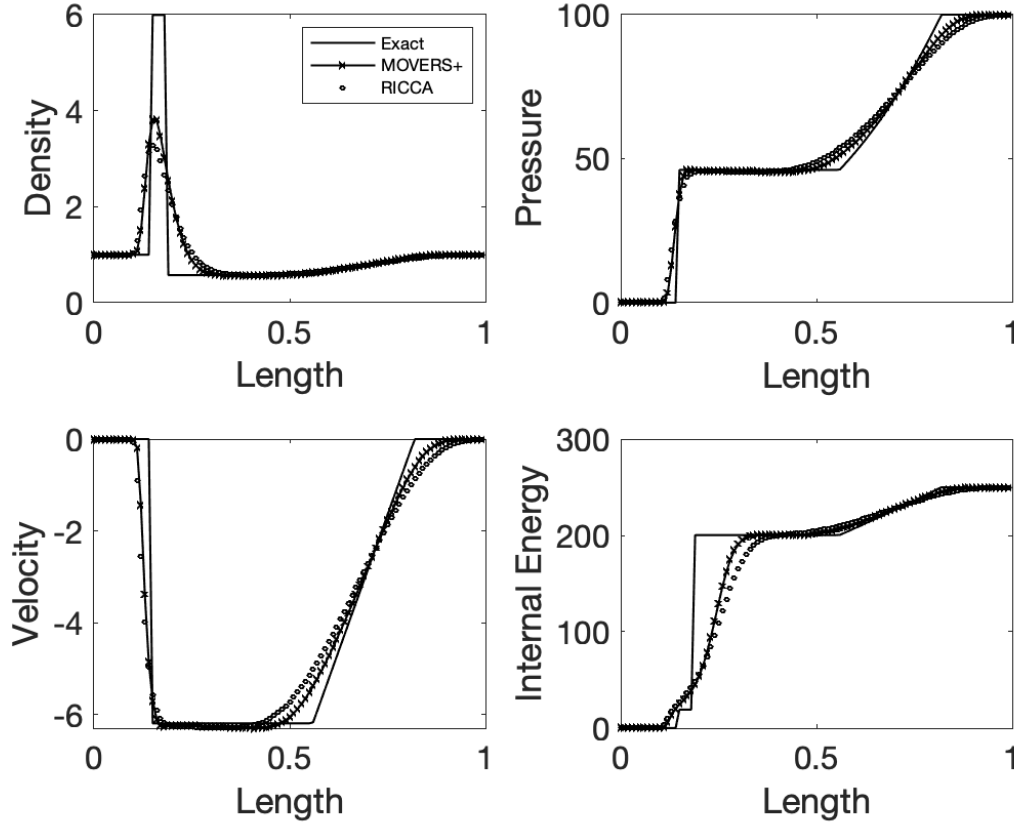 6
4
2
0
Density
Exact
MOVERS+
RICCA
0
0.5
1
Length
100
50
0
Pressure
0
0.5
1
Length
0
-2
-4
-6
Velocity
0
0.5
1
Length
300
200
100
0
Internal Energy
0
0.5
1
Length